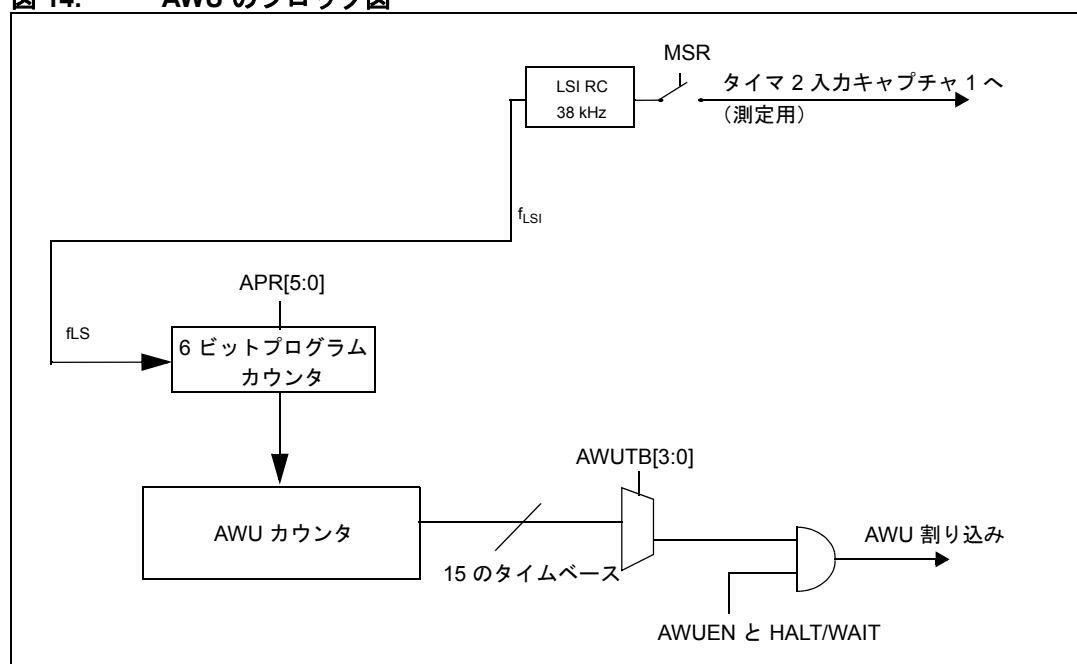 図 14. AWU のブロック図
MSR
LSI RC
38 kHz
タイマ 2 入力キャプチャ 1 へ
（測定用）
fLSI
APR[5:0]
fLS
6 ビットプログラム
カウンタ
AWUTB[3:0]
AWU カウンタ
15 のタイムベース
AWU 割り込み
AWUEN と HALT/WAIT